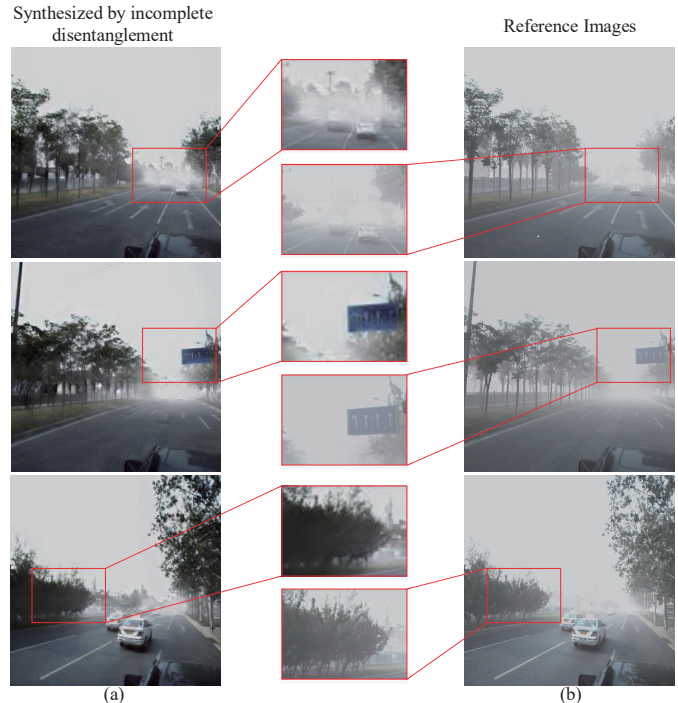 Synthesized by incomplete
disentanglement
Reference Images
(a)
(b)